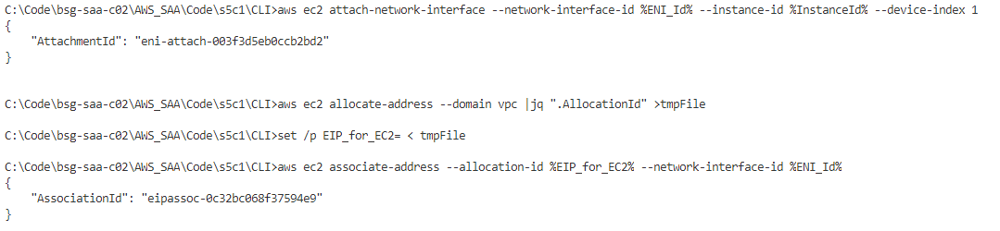 C:\Code\bsg-saa-c02\AWS_SAA\Code\s5c1\CLI>aws ec2 attach-network-interface --network-interface-id %ENI_Id% --instance-id %InstanceId% --device-index 1
{
    "AttachmentId": "eni-attach-003f3d5eb0ccb2bd2"
}
C:\Code\bsg-saa-c02\AWS_SAA\Code\s5c1\CLI>aws ec2 allocate-address --domain vpc |jq ".AllocationId" >tmpFile
C:\Code\bsg-saa-c02\AWS_SAA\Code\s5c1\CLI>set /p EIP_for_EC2= < tmpFile
C:\Code\bsg-saa-c02\AWS_SAA\Code\s5c1\CLI>aws ec2 associate-address --allocation-id %EIP_for_EC2% --network-interface-id %ENI_Id%
{
    "AssociationId": "eipassoc-0c32bc068f37594e9"
}